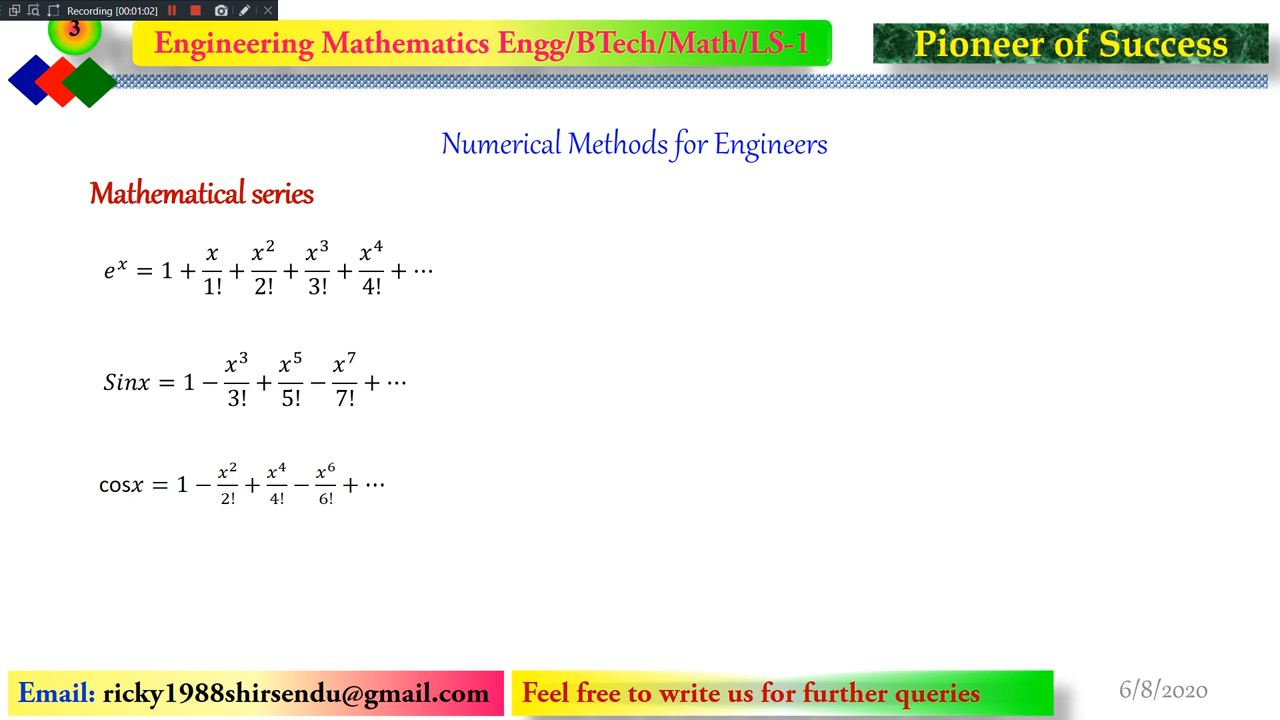 Recording [00:01:02]
3
Engineering Mathematics Engg/BTech/Math/LS-1
Pioneer of Success
Numerical Methods for Engineers
Mathematical series
e^x = 1 + x/1! + x^2/2! + x^3/3! + x^4/4! + ⋯
Sinx = 1 − x^3/3! + x^5/5! − x^7/7! + ⋯
cosx = 1 − x^2/2! + x^4/4! − x^6/6! + ⋯
Email: ricky1988shirsendu@gmail.com
Feel free to write us for further queries
6/8/2020